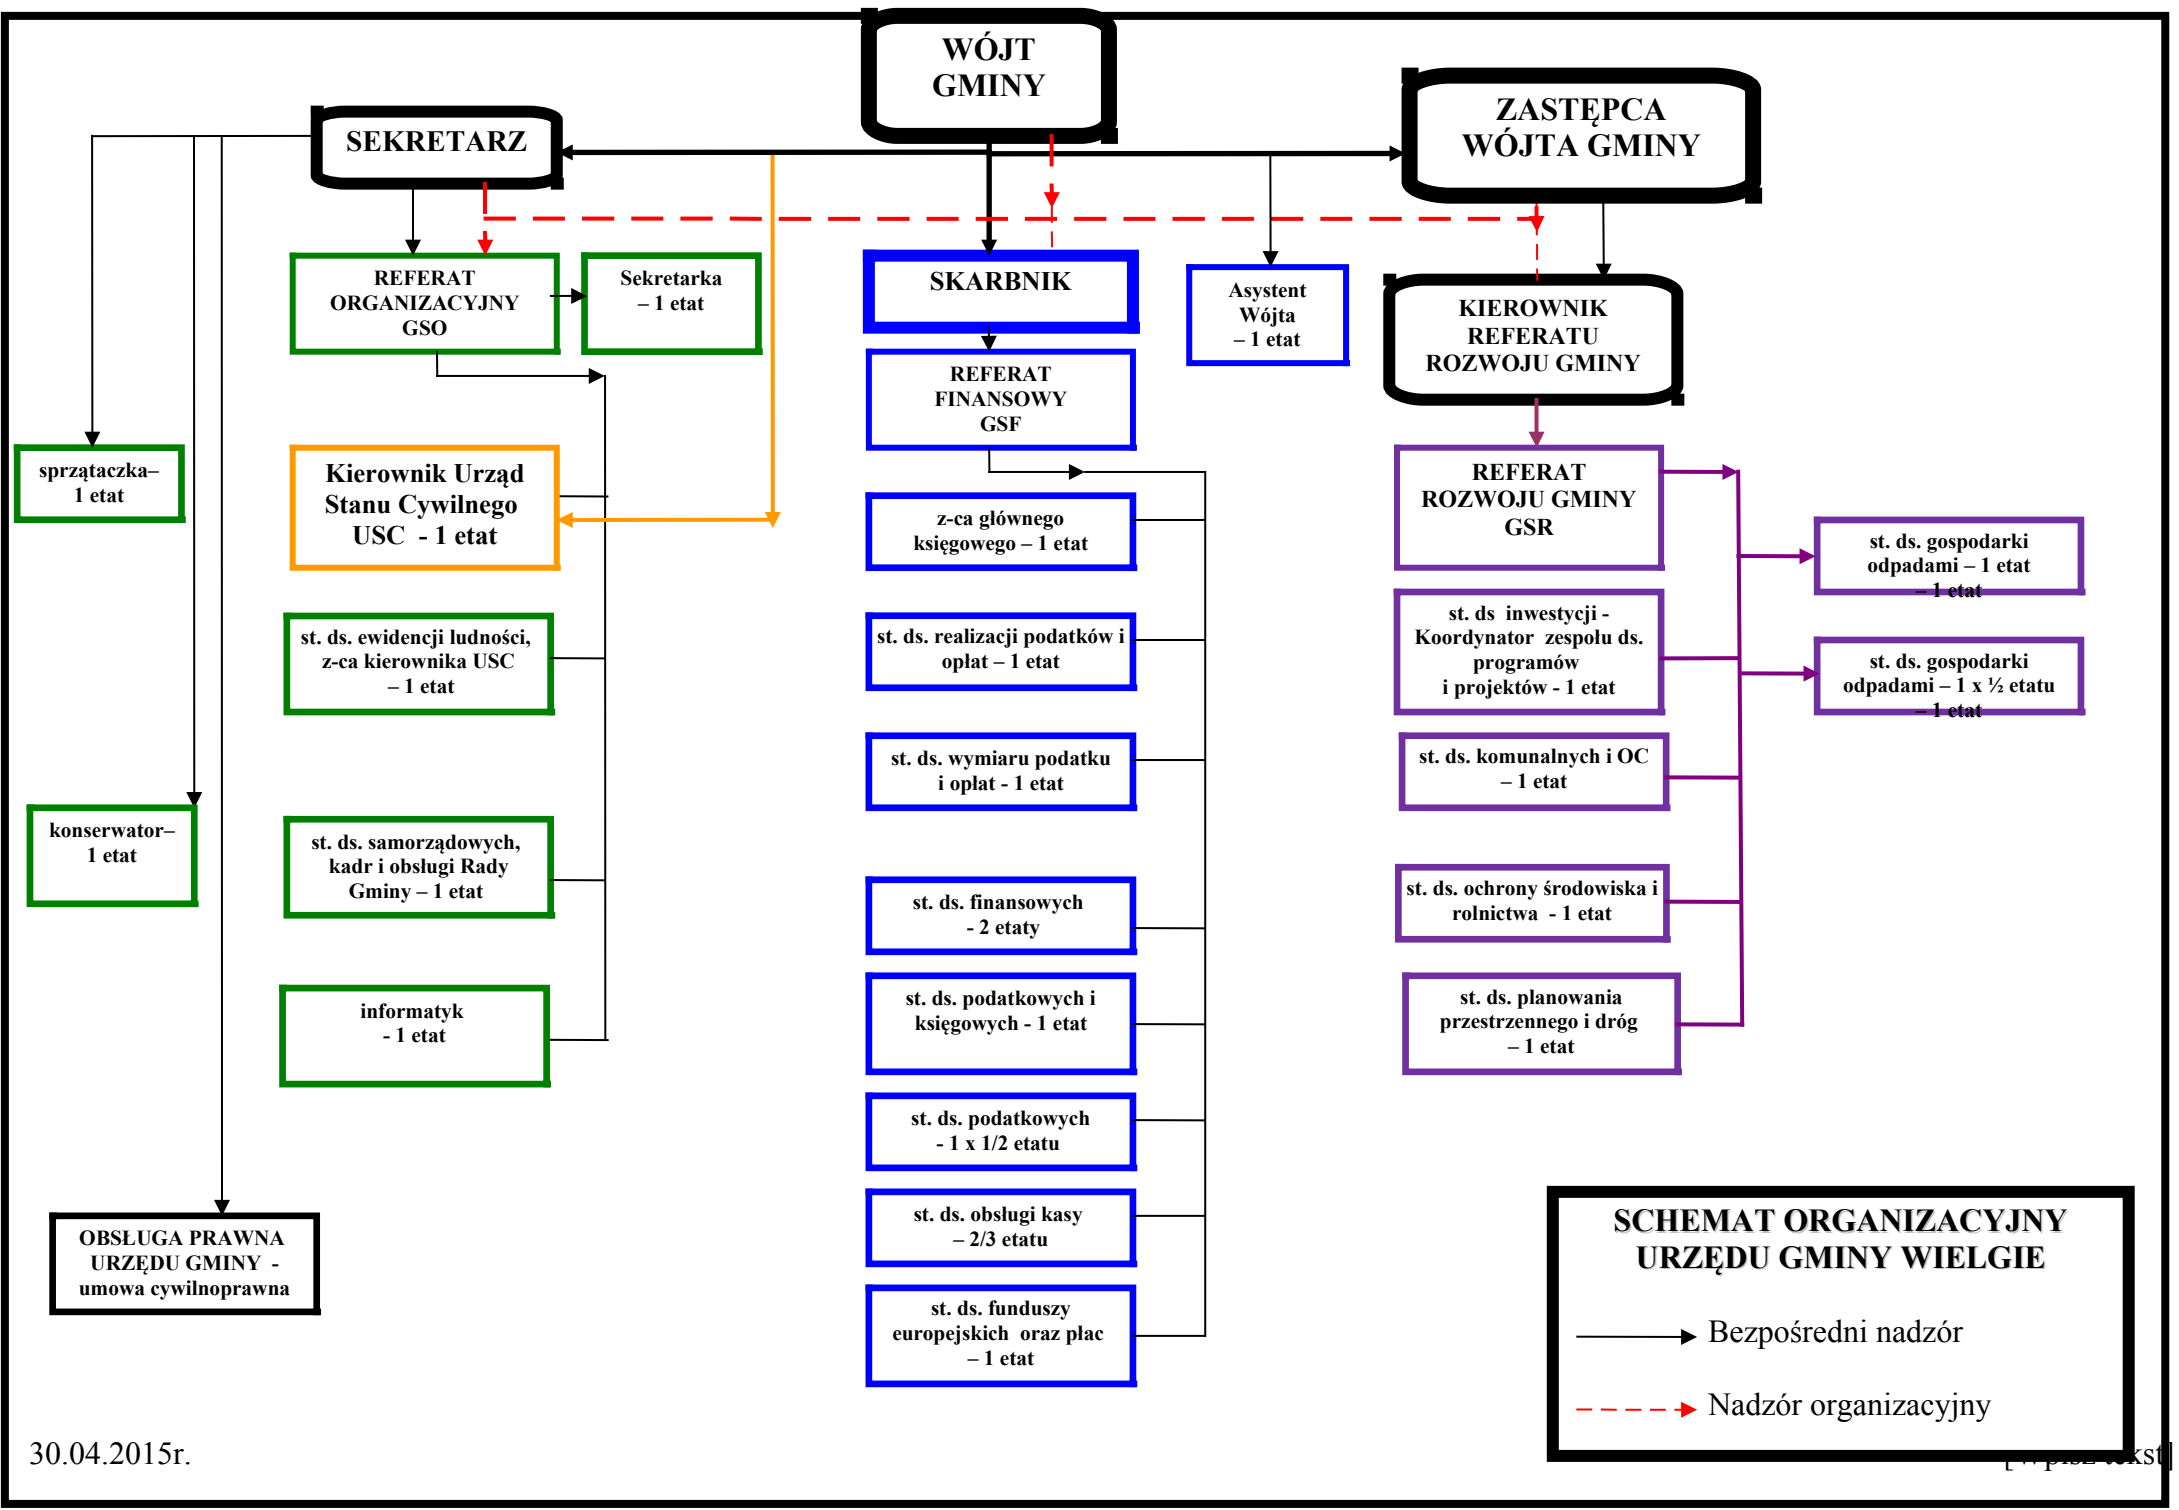 WÓJT
GMINY
ZASTĘPCA
WÓJTA GMINY
SEKRETARZ
REFERAT
ORGANIZACYJNY
GSO
Sekretarka
– 1 etat
SKARBNIK
Asystent
Wójta
– 1 etat
KIEROWNIK
REFERATU
ROZWOJU GMINY
REFERAT
FINANSOWY
GSF
sprzątaczka–
1 etat
Kierownik Urząd
Stanu Cywilnego
USC - 1 etat
REFERAT
ROZWOJU GMINY
GSR
z-ca głównego
księgowego – 1 etat
st. ds. gospodarki
odpadami – 1 etat
– 1 etat
st. ds. ewidencji ludności,
z-ca kierownika USC
– 1 etat
st. ds. realizacji podatków i
opłat – 1 etat
st. ds inwestycji -
Koordynator zespołu ds.
programów
i projektów - 1 etat
st. ds. gospodarki
odpadami – 1 x ½ etatu
– 1 etat
st. ds. wymiaru podatku
i opłat - 1 etat
st. ds. komunalnych i OC
– 1 etat
konserwator–
1 etat
st. ds. samorządowych,
kadr i obsługi Rady
Gminy – 1 etat
st. ds. finansowych
- 2 etaty
st. ds. ochrony środowiska i
rolnictwa - 1 etat
informatyk
- 1 etat
st. ds. podatkowych i
księgowych - 1 etat
st. ds. planowania
przestrzennego i dróg
– 1 etat
st. ds. podatkowych
- 1 x 1/2 etatu
st. ds. obsługi kasy
– 2/3 etatu
OBSŁUGA PRAWNA
URZĘDU GMINY -
umowa cywilnoprawna
st. ds. funduszy
europejskich oraz płac
– 1 etat
SCHEMAT ORGANIZACYJNY
URZĘDU GMINY WIELGIE
Bezpośredni nadzór
Nadzór organizacyjny
30.04.2015r.
[Wpisz tekst]